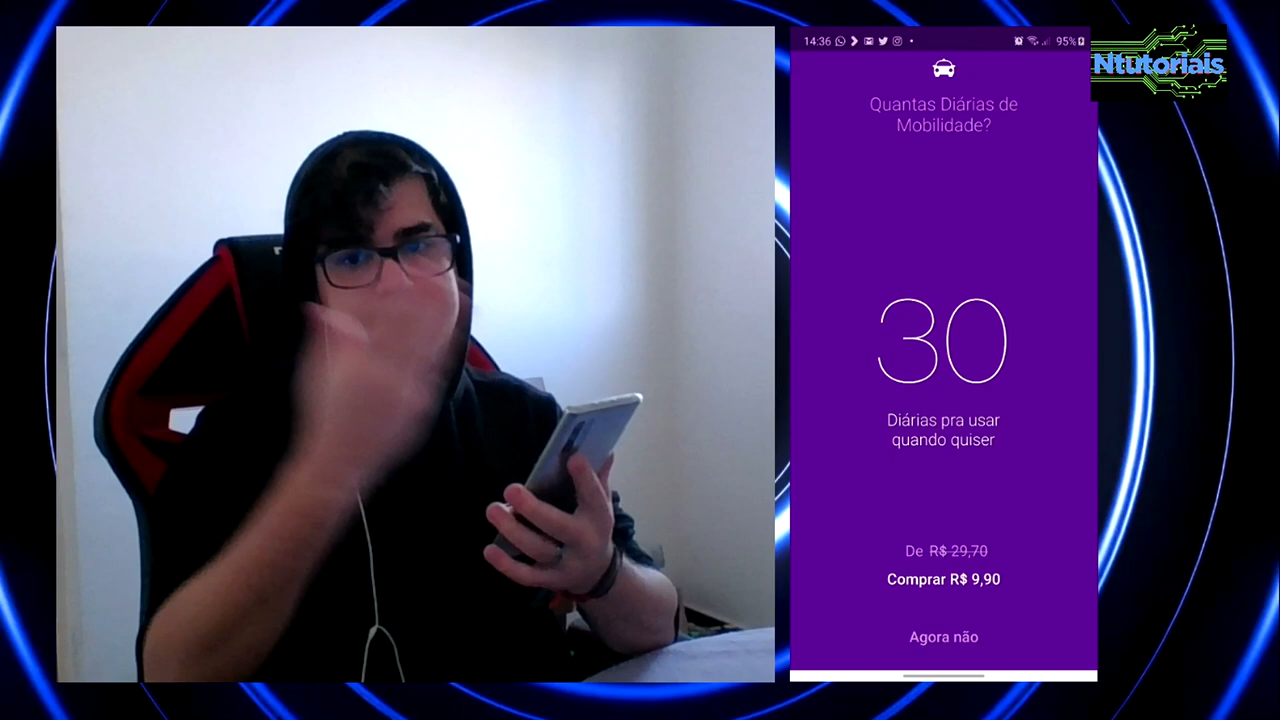 14:36
95%
Ntutoriais
Quantas Diárias de
Mobilidade?
30
Diárias pra usar
quando quiser
De R$ 29,70
Comprar R$ 9,90
Agora não